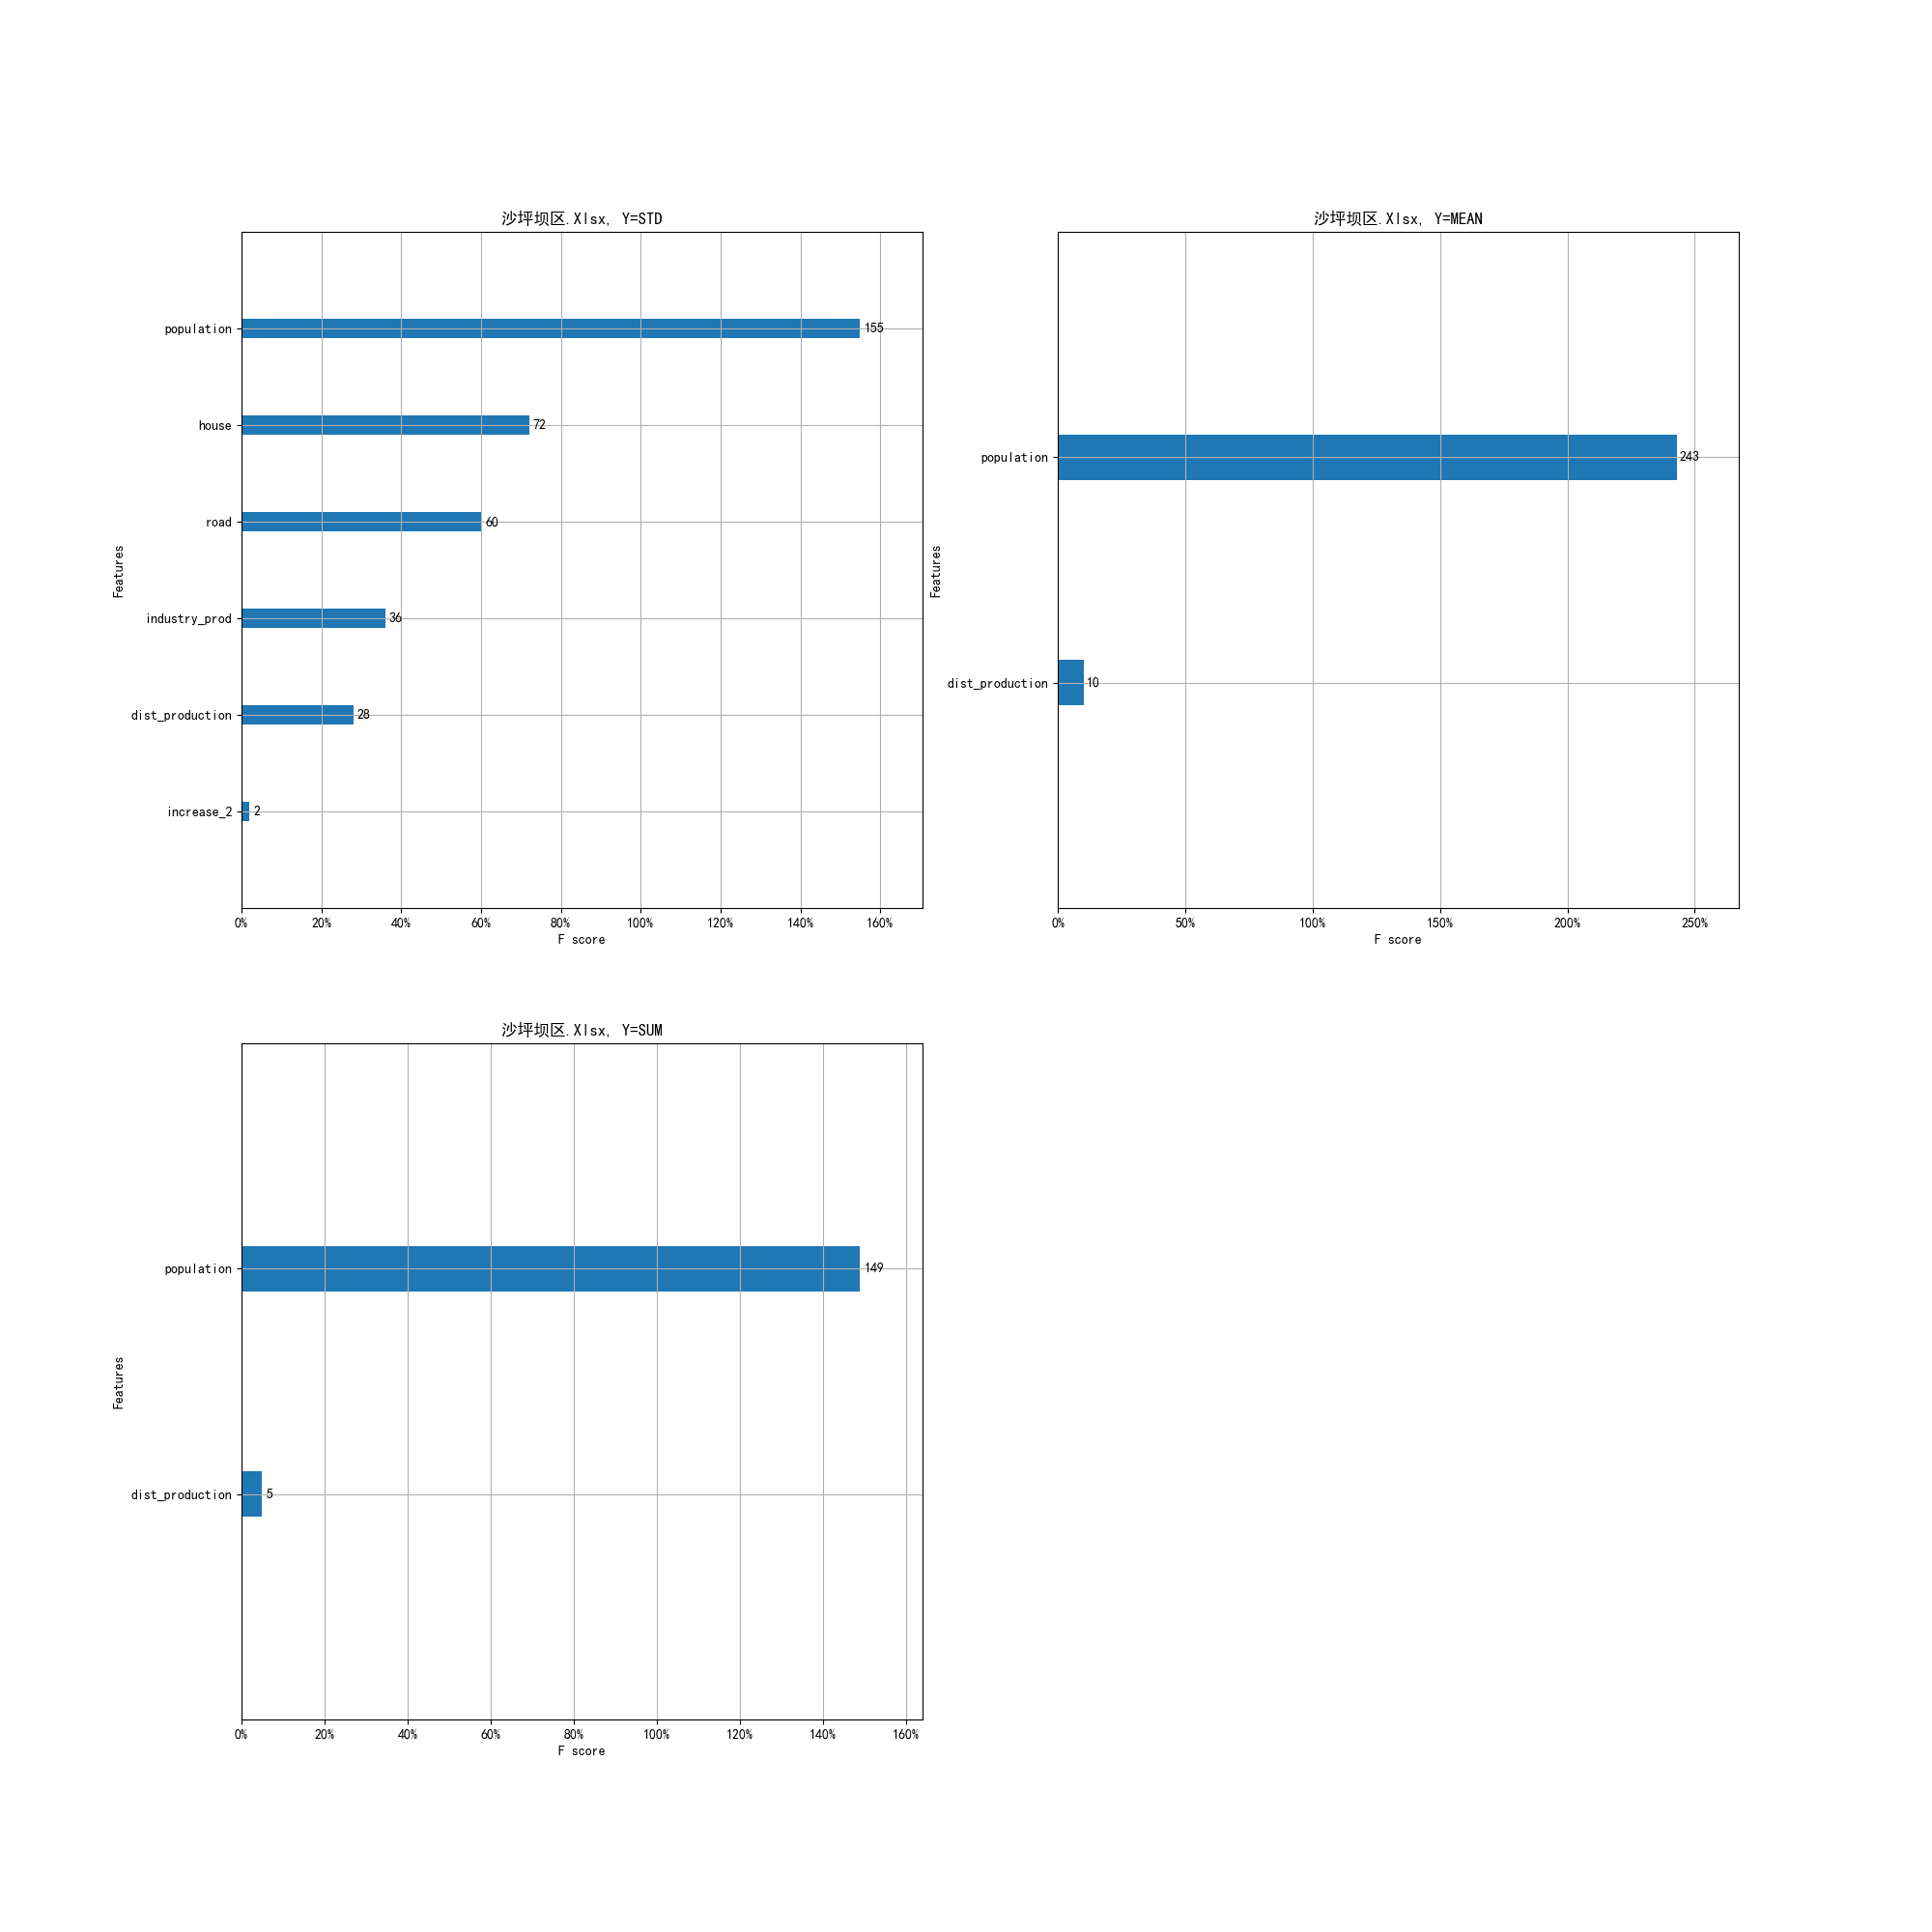 沙坪坝区.Xlsx, Y=STD
population
155
house
72
road
60
Features
industry_prod
36
dist_production
28
increase_2
2
0% 20% 40% 60% 80% 100% 120% 140% 160%
F score
沙坪坝区.Xlsx, Y=MEAN
population
243
Features
dist_production
10
0% 50% 100% 150% 200% 250%
F score
沙坪坝区.Xlsx, Y=SUM
population
149
Features
dist_production
5
0% 20% 40% 60% 80% 100% 120% 140% 160%
F score